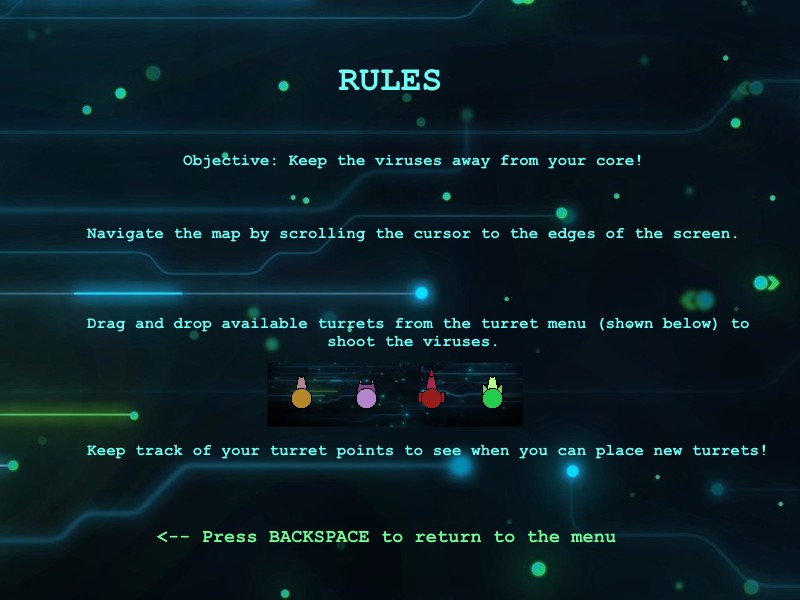 RULES
Objective: Keep the viruses away from your core!
Navigate the map by scrolling the cursor to the edges of the screen.
Drag and drop available turrets from the turret menu (shown below) to
shoot the viruses.
Keep track of your turret points to see when you can place new turrets!
<-- Press BACKSPACE to return to the menu